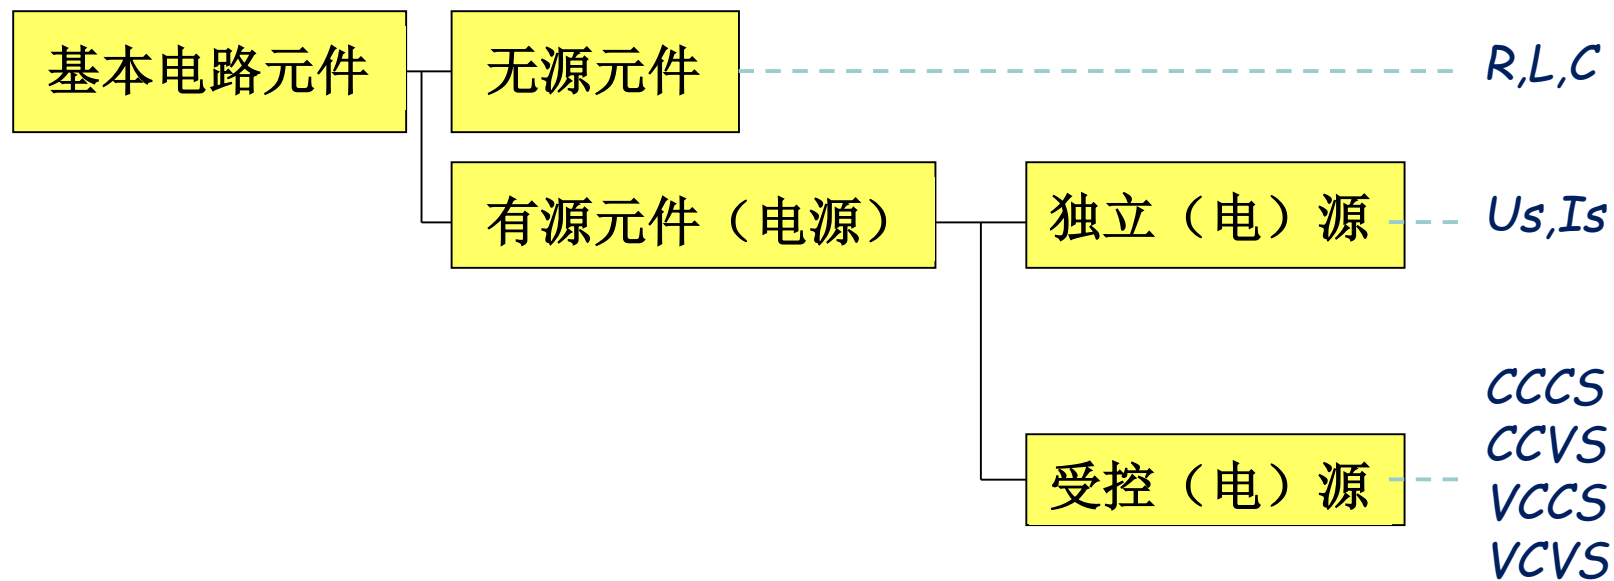 基本电路元件
无源元件
R,L,C
有源元件（电源）
独立（电）源
Us,Is
受控（电）源
CCCS
CCVS
VCCS
VCVS